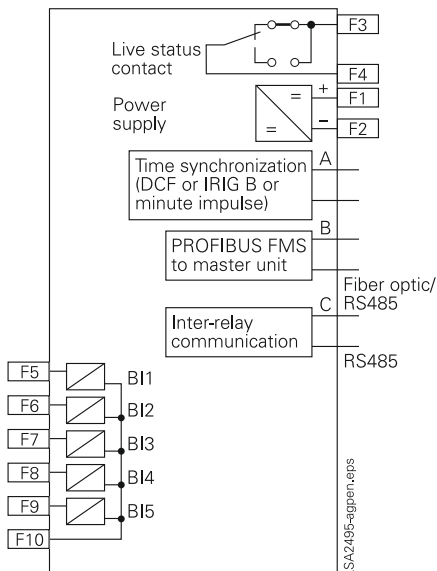 F3
Live status
contact
F4
+
F1
Power
supply
=
=
–
F2
A
Time synchronization
(DCF or IRIG B or
minute impulse)
B
PROFIBUS FMS
to master unit
Fiber optic/
RS485
C
Inter-relay
communication
RS485
F5
BI1
F6
BI2
F7
BI3
F8
BI4
F9
BI5
F10
SA2495-agpen.eps